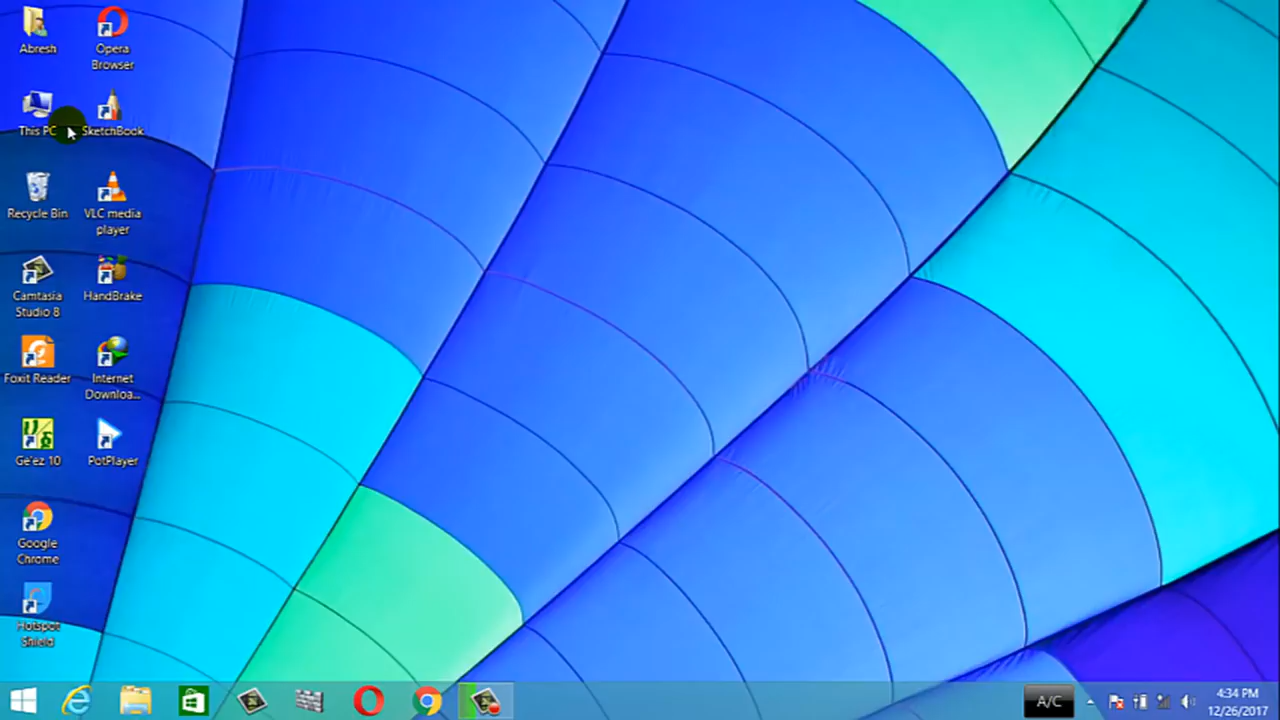 Abresh
Opera
Browser
This PC
SketchBook
Recycle Bin
VLC media
player
Camtasia
Studio 8
HandBrake
Foxit Reader
Internet
Downloa...
Ge'ez 10
PotPlayer
Google
Chrome
Hotspot
Shield
A/C
4:34 PM
12/26/2017